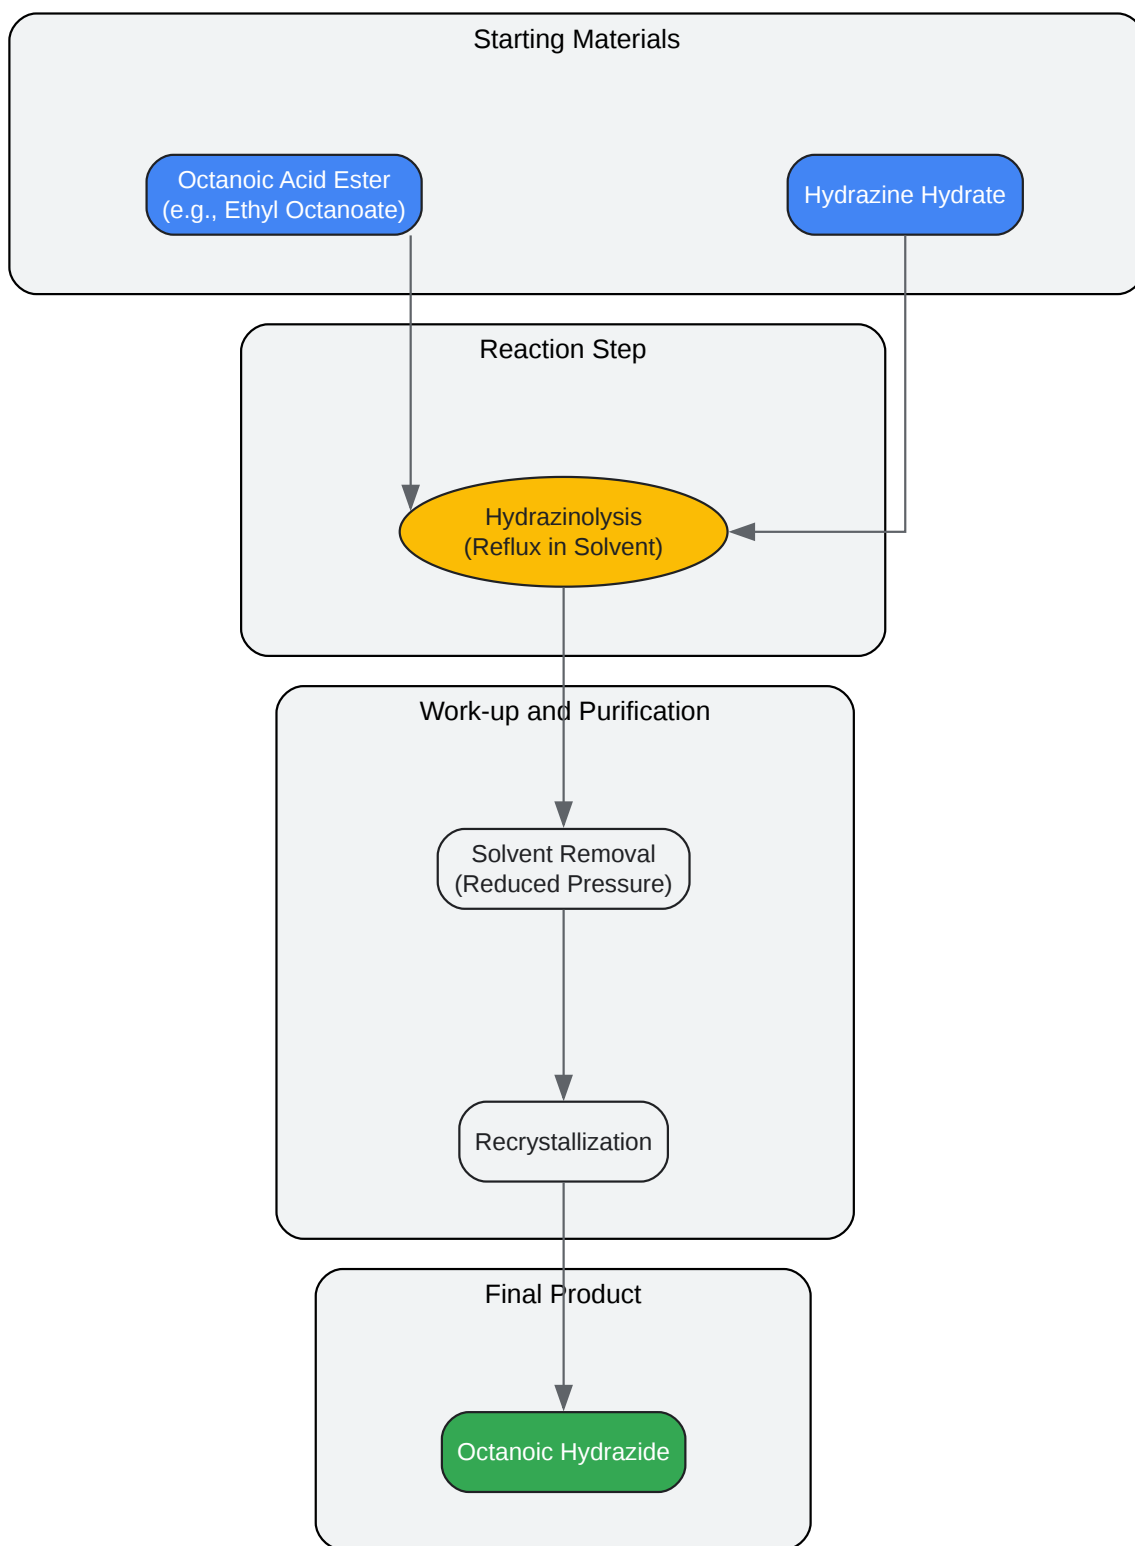 Starting Materials
Octanoic Acid Ester
(e.g., Ethyl Octanoate)
Hydrazine Hydrate
Reaction Step
Hydrazinolysis
(Reflux in Solvent)
Work-up and Purification
Solvent Removal
(Reduced Pressure)
Recrystallization
Final Product
Octanoic Hydrazide